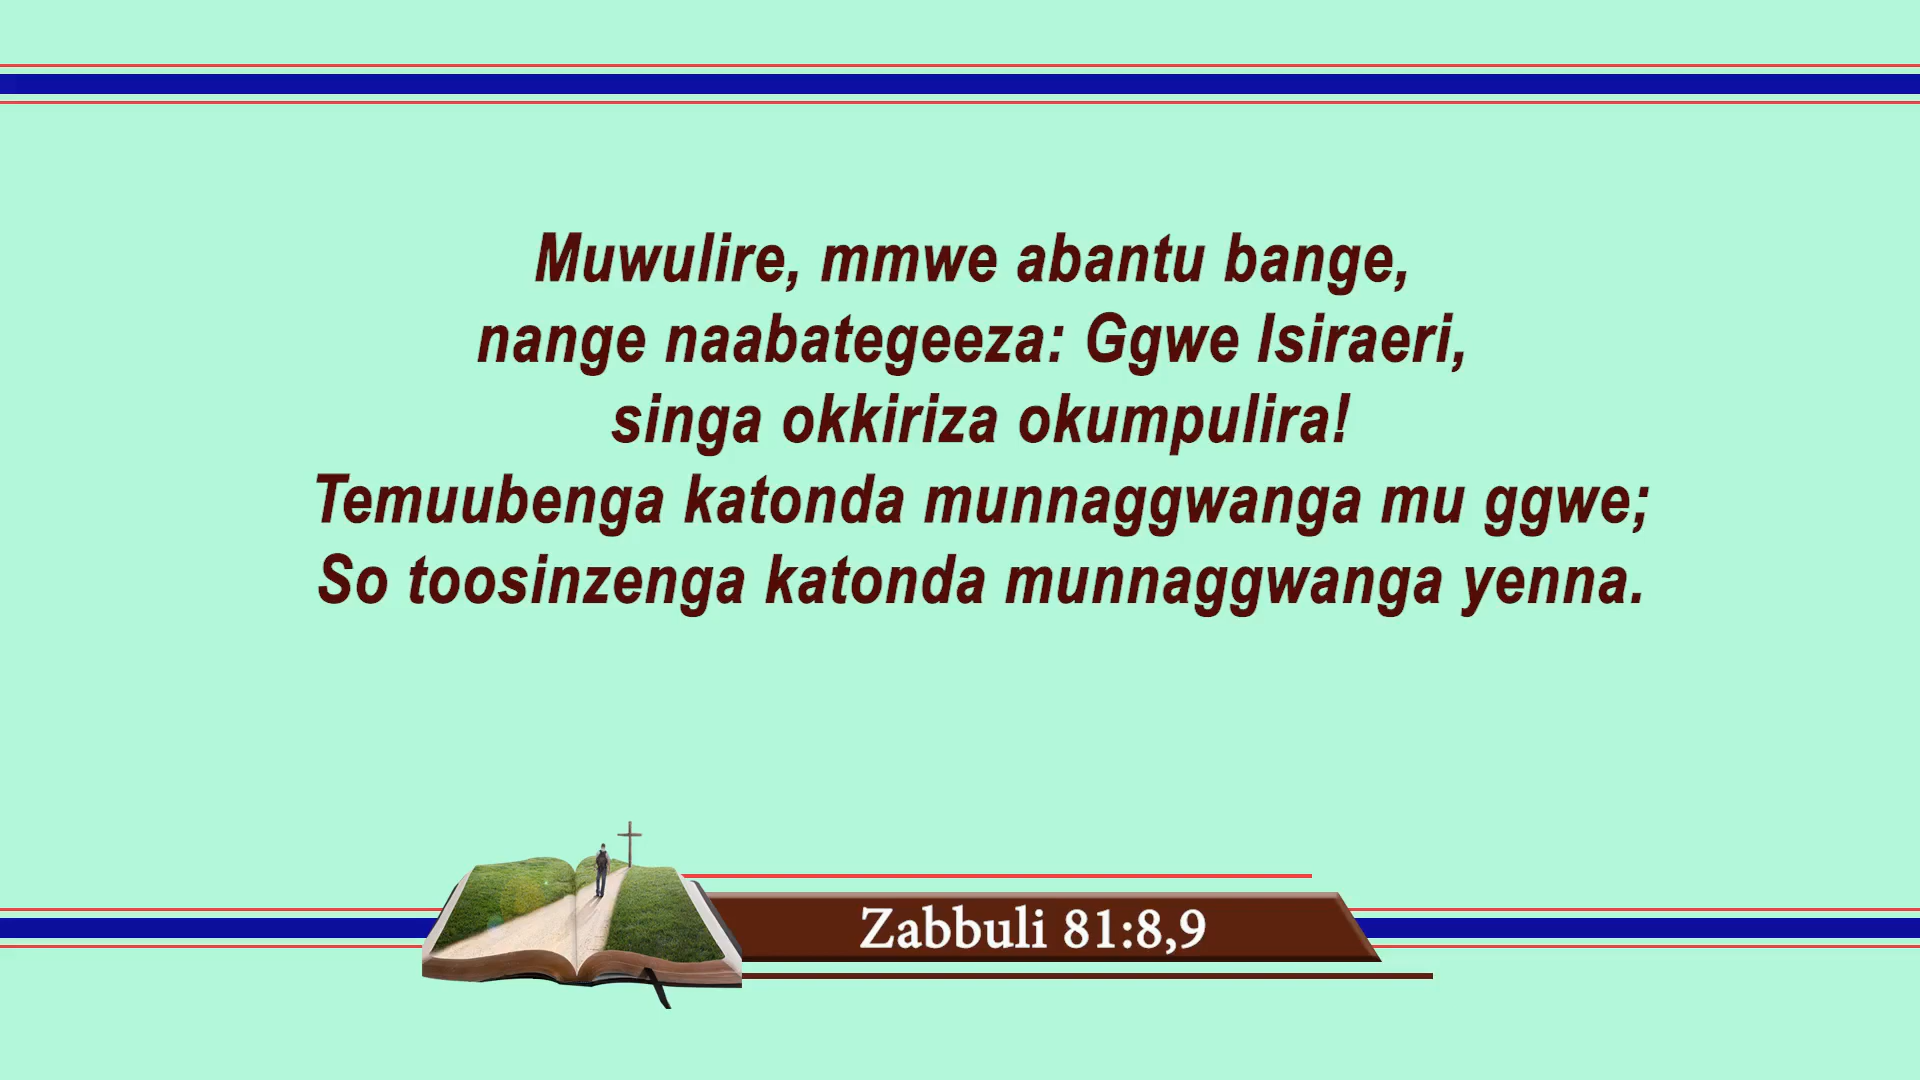 Muwulire, mmwe abantu bange,
nange naabategeeza: Ggwe Isiraeri,
singa okkiriza okumpulira!
Temuubenga katonda munnaggwanga mu ggwe;
So toosinzenga katonda munnaggwanga yenna.
Zabbuli 81:8,9